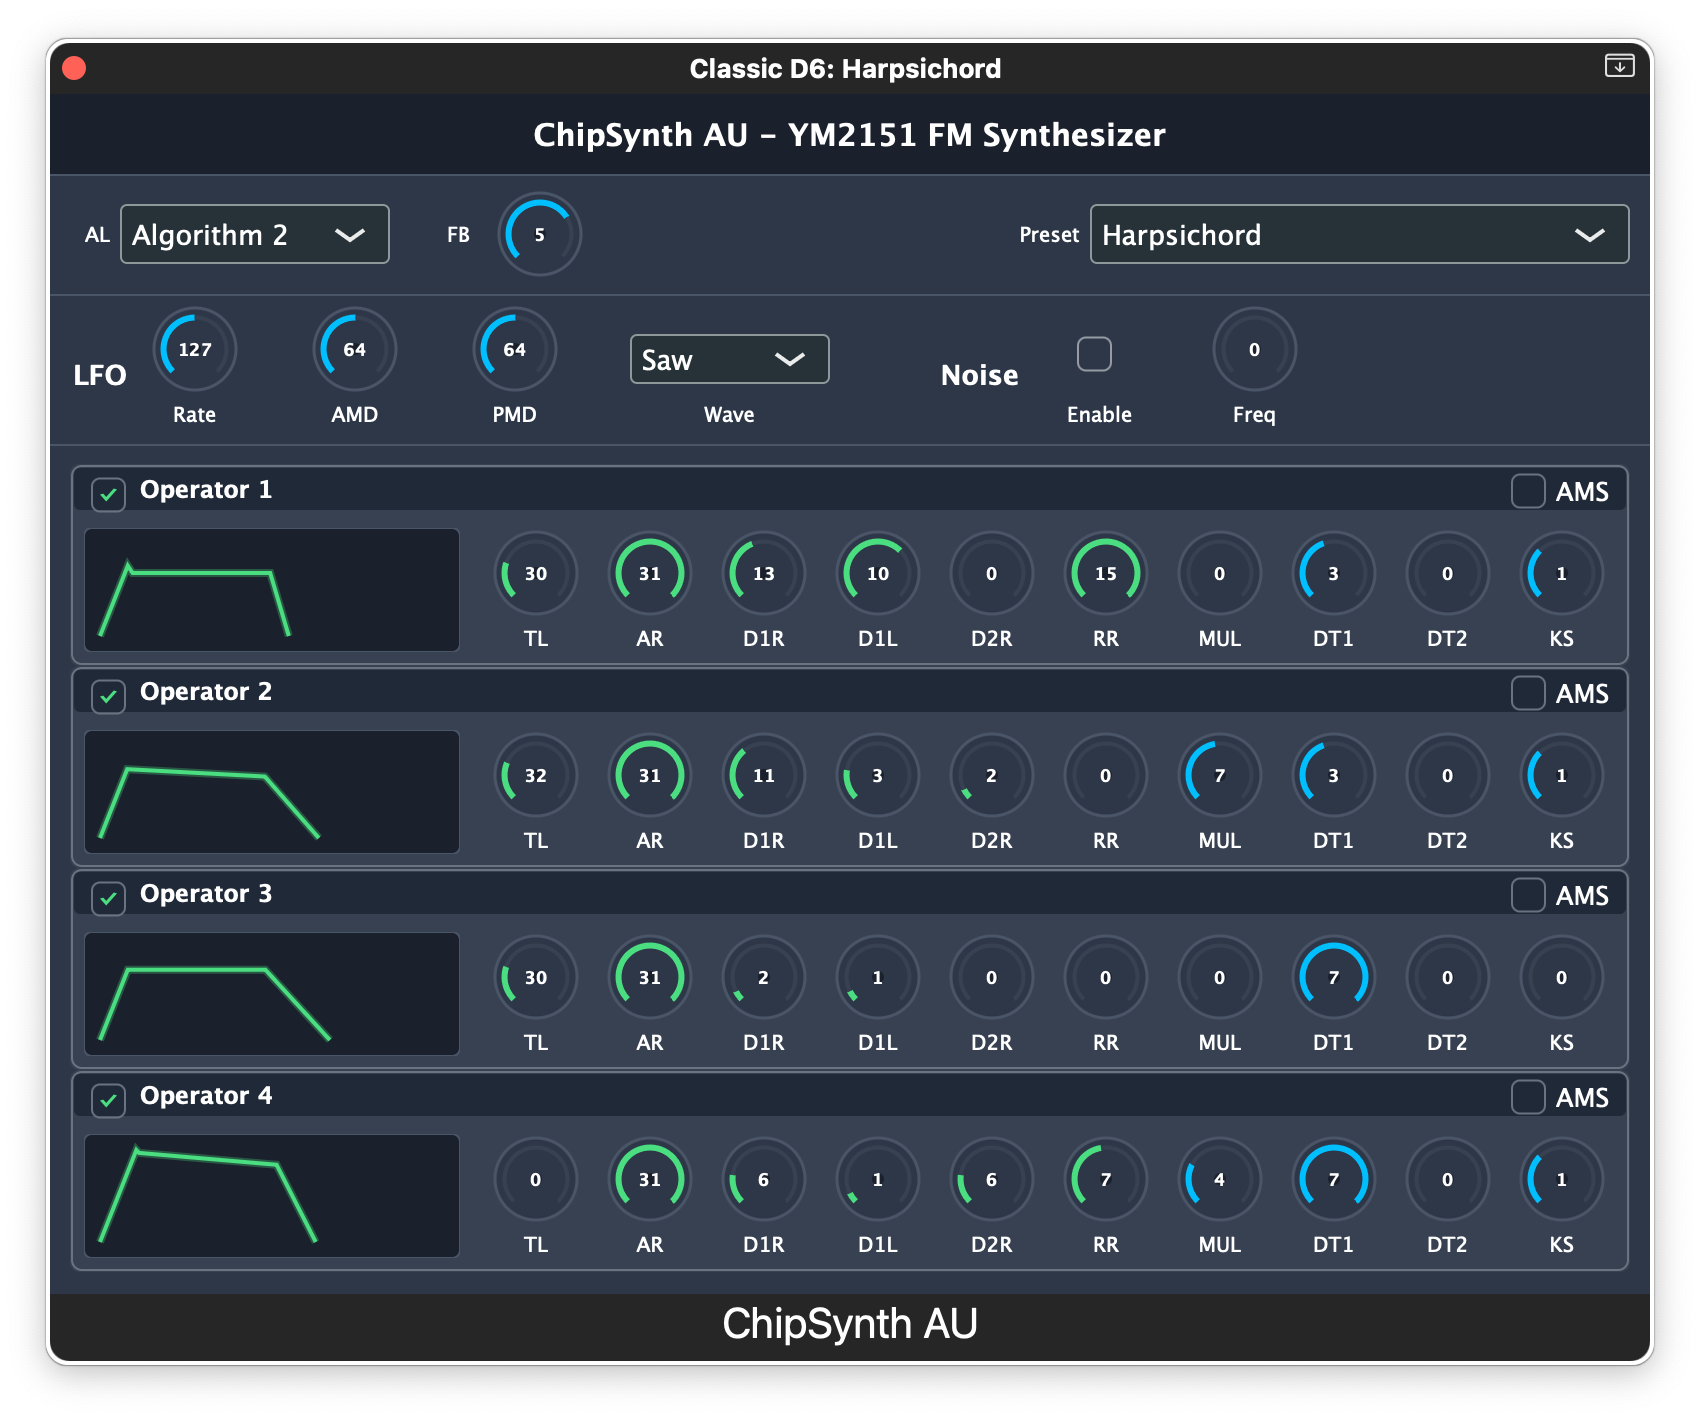 Classic D6: Harpsichord
ChipSynth AU – YM2151 FM Synthesizer
AL Algorithm 2 FB 5 Preset Harpsichord
LFO 127 64 64 Saw Noise 0
Rate AMD PMD Wave Enable Freq
Operator 1 AMS
30 31 13 10 0 15 0 3 0 1
TL AR D1R D1L D2R RR MUL DT1 DT2 KS
Operator 2 AMS
32 31 11 3 2 0 7 3 0 1
TL AR D1R D1L D2R RR MUL DT1 DT2 KS
Operator 3 AMS
30 31 2 1 0 0 0 7 0 0
TL AR D1R D1L D2R RR MUL DT1 DT2 KS
Operator 4 AMS
0 31 6 1 6 7 4 7 0 1
TL AR D1R D1L D2R RR MUL DT1 DT2 KS
ChipSynth AU